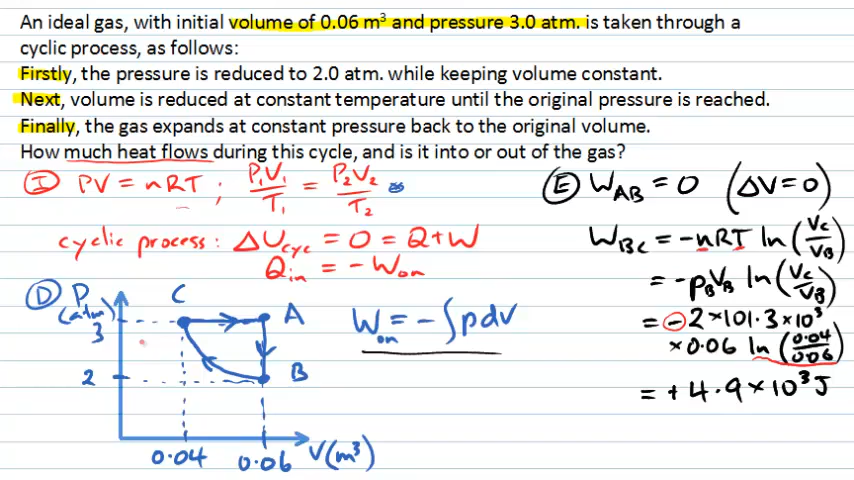 An ideal gas, with initial volume of 0.06 m³ and pressure 3.0 atm. is taken through a
cyclic process, as follows:
Firstly, the pressure is reduced to 2.0 atm. while keeping volume constant.
Next, volume is reduced at constant temperature until the original pressure is reached.
Finally, the gas expands at constant pressure back to the original volume.
How much heat flows during this cycle, and is it into or out of the gas?
I PV = nRT ; P₁V₁/T₁ = P₂V₂/T₂
cyclic process: ΔU_cyc = 0 = Q + W
Q_in = -W_on
D P (atm)
C
A
3
B
2
0.04 0.06 V(m³)
W_on = -∫pdV
E W_AB = 0 (ΔV=0)
W_BC = -nRT ln(V_C/V_B)
= -P_B V_B ln(V_C/V_B)
= -2×101.3×10³
×0.06 ln(0.04/0.06)
= +4.9×10³J